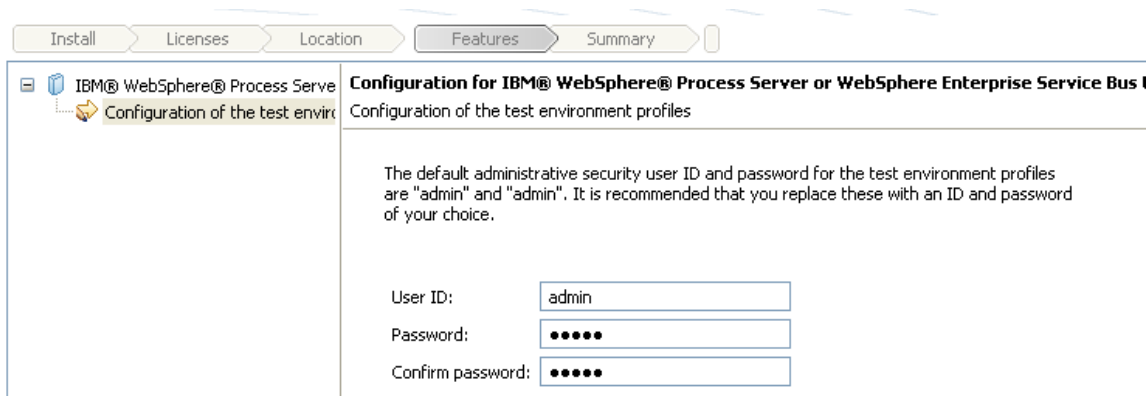 Install Licenses Location Features Summary
IBM® WebSphere® Process Serve
Configuration of the test enviro
Configuration for IBM® WebSphere® Process Server or WebSphere Enterprise Service Bus
Configuration of the test environment profiles
The default administrative security user ID and password for the test environment profiles
are "admin" and "admin". It is recommended that you replace these with an ID and password
of your choice.
User ID: admin
Password: •••••
Confirm password: •••••